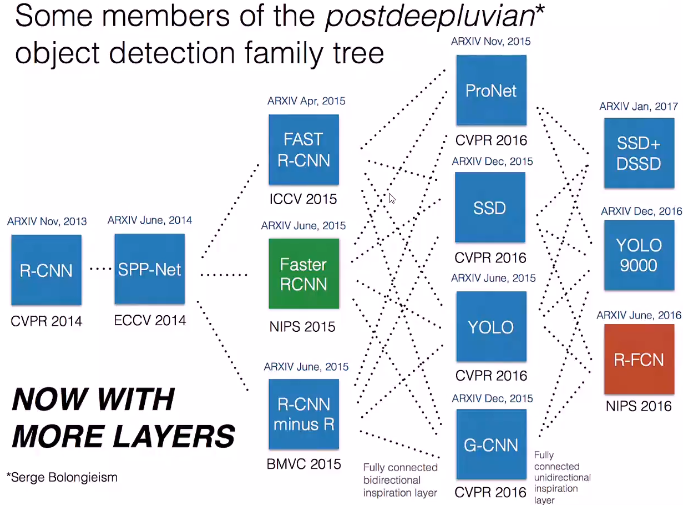 Some members of the postdeepluvian*
object detection family tree
ARXIV Nov, 2013
R-CNN
CVPR 2014
ARXIV June, 2014
SPP-Net
ECCV 2014
ARXIV Apr, 2015
FAST
R-CNN
ICCV 2015
ARXIV June, 2015
Faster
RCNN
NIPS 2015
ARXIV June, 2015
R-CNN
minus R
BMVC 2015
ARXIV Nov, 2015
ProNet
CVPR 2016
ARXIV Dec, 2015
SSD
CVPR 2016
ARXIV June, 2015
YOLO
CVPR 2016
ARXIV Dec, 2015
G-CNN
CVPR 2016
ARXIV Jan, 2017
SSD+
DSSD
ARXIV Dec, 2016
YOLO
9000
ARXIV June, 2016
R-FCN
NIPS 2016
NOW WITH
MORE LAYERS
*Serge Bolongieism
Fully connected
bidirectional
inspiration layer
Fully
connected
unidirectional
inspiration
layer